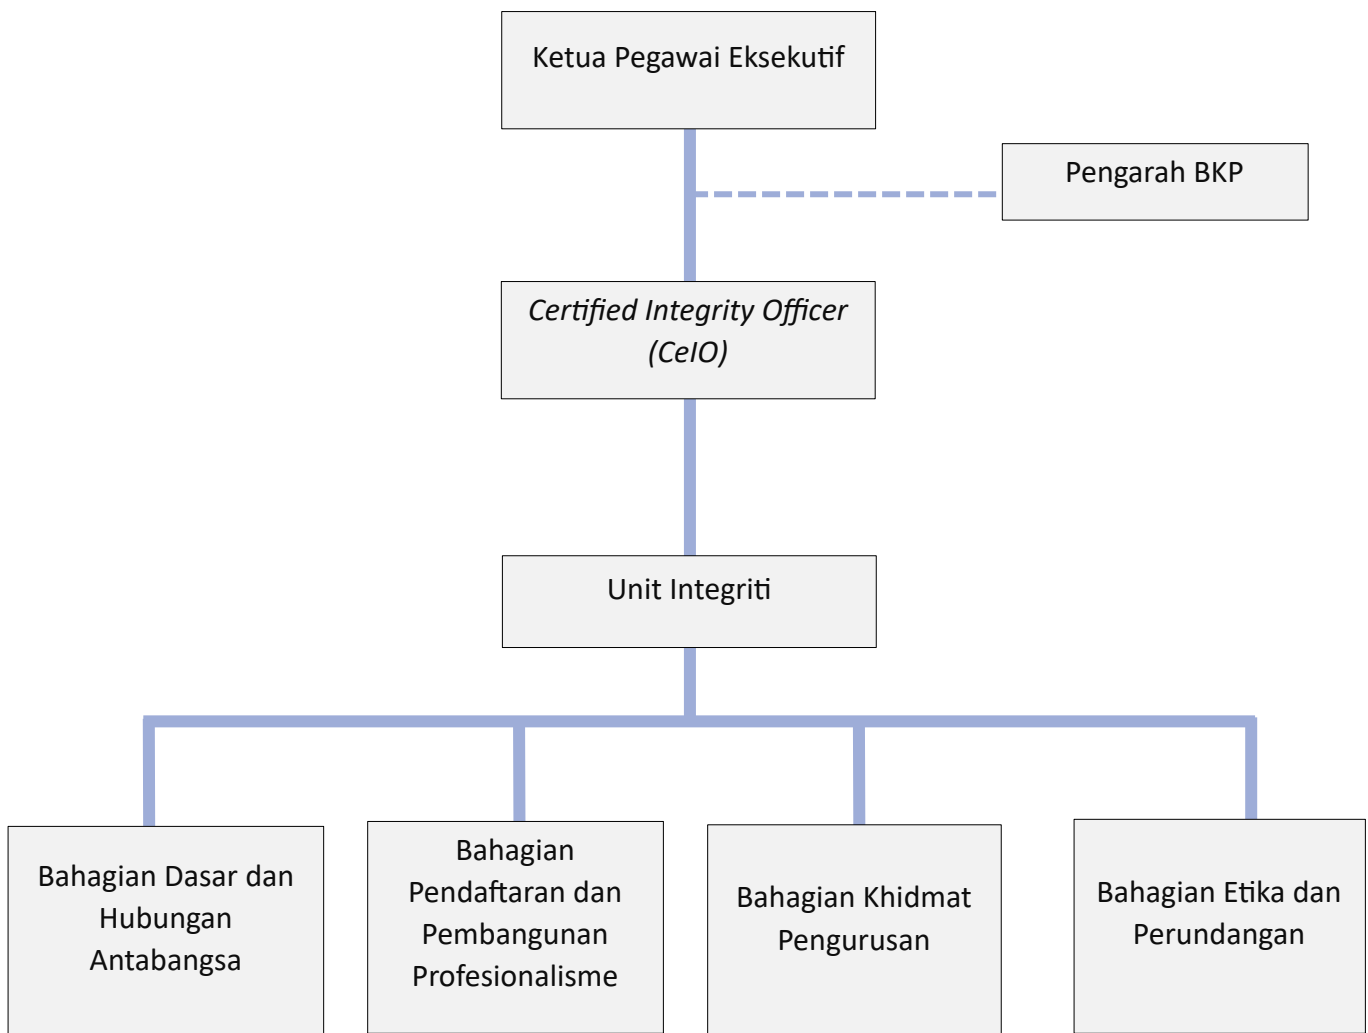 Ketua Pegawai Eksekutif
Pengarah BKP
Certified Integrity Officer
(CeIO)
Unit Integriti
Bahagian Dasar dan
Hubungan
Antabangsa
Bahagian
Pendaftaran dan
Pembangunan
Profesionalisme
Bahagian Khidmat
Pengurusan
Bahagian Etika dan
Perundangan